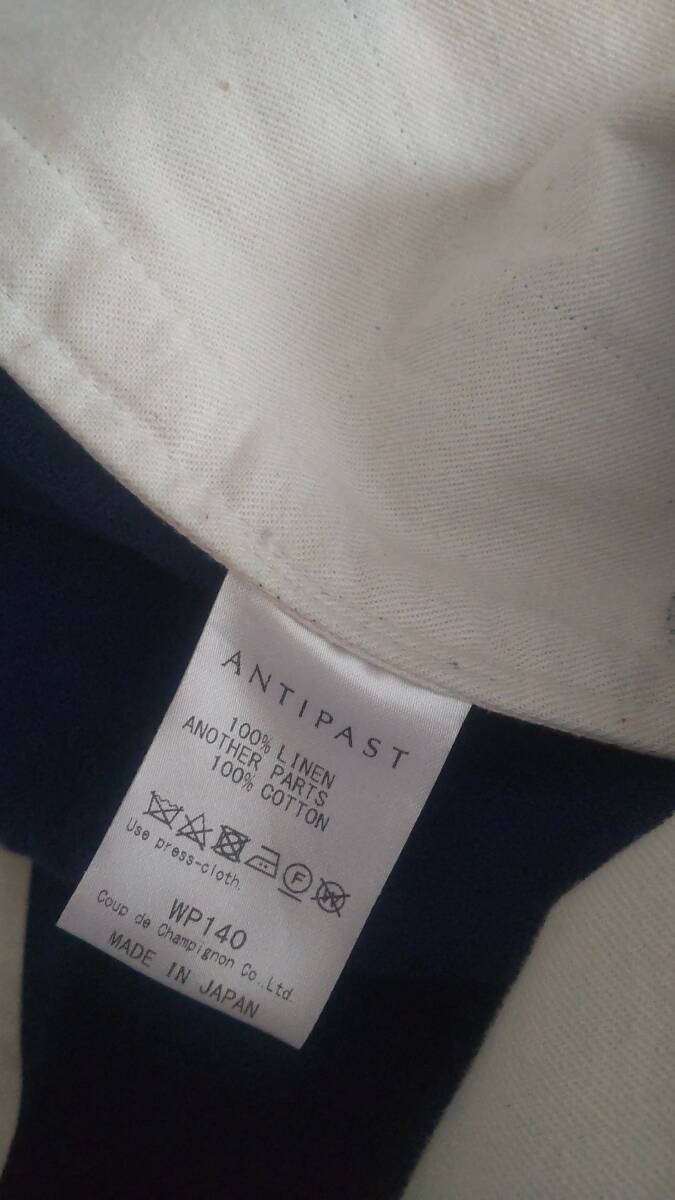 ANTIPAST
100% LINEN
ANOTHER PARTS
100% COTTON
F W
Use press-cloth.
WP140
Coup de Champignon Co.,Ltd.
MADE IN JAPAN